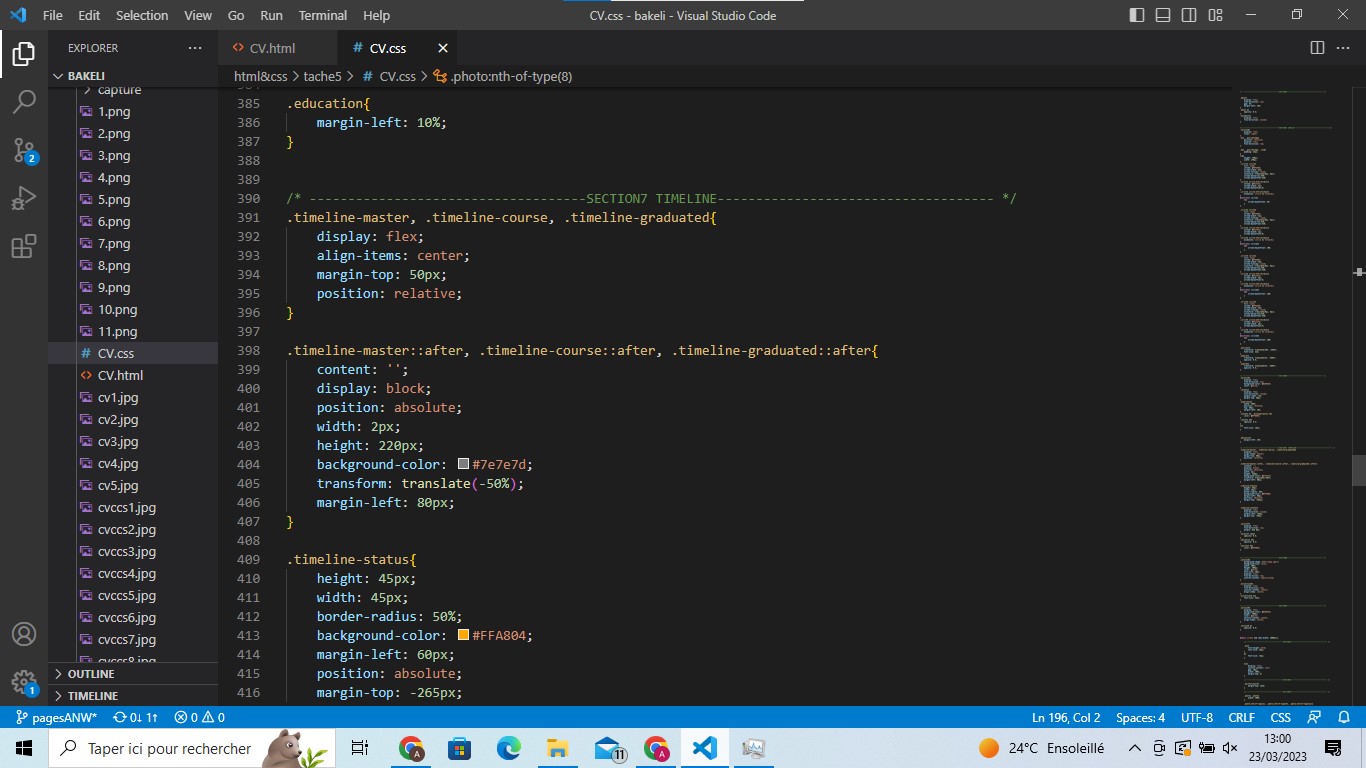 File Edit Selection View Go Run Terminal Help
CV.css - bakeli - Visual Studio Code
EXPLORER
CV.html
# CV.css
BAKELI
html&css > tache5 > # CV.css > .photo:nth-of-type(8)
capture
1.png
2.png
3.png
4.png
5.png
6.png
7.png
8.png
9.png
10.png
11.png
# CV.css
<> CV.html
cv1.jpg
cv2.jpg
cv3.jpg
cv4.jpg
cv5.jpg
cvccs1.jpg
cvccs2.jpg
cvccs3.jpg
cvccs4.jpg
cvccs5.jpg
cvccs6.jpg
cvccs7.jpg
cvccs8.jpg
OUTLINE
TIMELINE
384
385 .education{
386     margin-left: 10%;
387 }
388
389
390 /* ------------------------------------SECTION7 TIMELINE------------------------------------ */
391 .timeline-master, .timeline-course, .timeline-graduated{
392     display: flex;
393     align-items: center;
394     margin-top: 50px;
395     position: relative;
396 }
397
398 .timeline-master::after, .timeline-course::after, .timeline-graduated::after{
399     content: '';
400     display: block;
401     position: absolute;
402     width: 2px;
403     height: 220px;
404     background-color: #7e7e7d;
405     transform: translate(-50%);
406     margin-left: 80px;
407 }
408
409 .timeline-status{
410     height: 45px;
411     width: 45px;
412     border-radius: 50%;
413     background-color: #FFA804;
414     margin-left: 60px;
415     position: absolute;
416     margin-top: -265px;
2
1
pagesANW* 0↓ 1↑ 0 0
Ln 196, Col 2 Spaces: 4 UTF-8 CRLF CSS
Taper ici pour rechercher
11
24°C Ensoleillé
13:00
23/03/2023